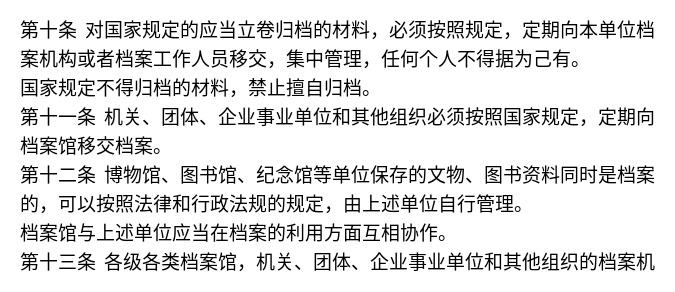 第十条  对国家规定的应当立卷归档的材料，必须按照规定，定期向本单位档
案机构或者档案工作人员移交，集中管理，任何个人不得据为己有。
国家规定不得归档的材料，禁止擅自归档。
第十一条  机关、团体、企业事业单位和其他组织必须按照国家规定，定期向
档案馆移交档案。
第十二条  博物馆、图书馆、纪念馆等单位保存的文物、图书资料同时是档案
的，可以按照法律和行政法规的规定，由上述单位自行管理。
档案馆与上述单位应当在档案的利用方面互相协作。
第十三条  各级各类档案馆，机关、团体、企业事业单位和其他组织的档案机